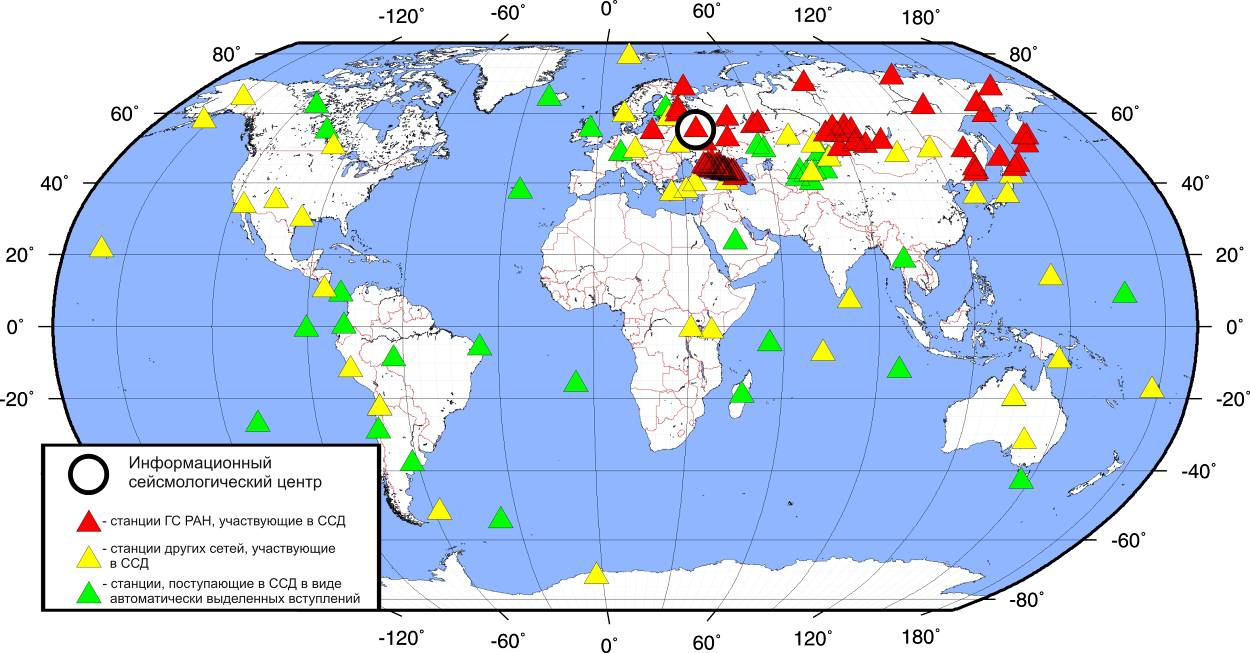 -120° -60° 0° 60° 120° 180°
80° 80°
60° 60°
40° 40°
20° 20°
0° 0°
-20° -20°
-40°
-60°
-80°
Информационный
сейсмологический центр
- станции ГС РАН, участвующие в ССД
- станции других сетей, участвующие
в ССД
- станции, поступающие в ССД в виде
автоматически выделенных вступлений
-120° -60° 0° 60° 120° 180°